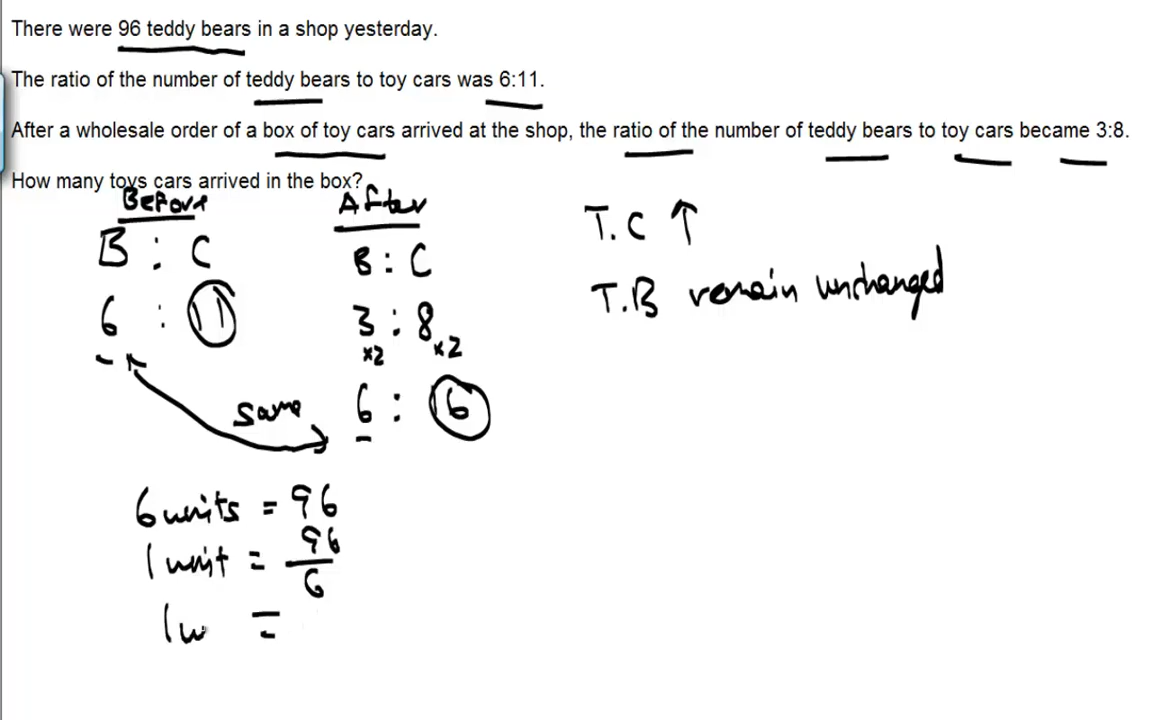 There were 96 teddy bears in a shop yesterday.
The ratio of the number of teddy bears to toy cars was 6:11.
After a wholesale order of a box of toy cars arrived at the shop, the ratio of the number of teddy bears to toy cars became 3:8.
How many toys cars arrived in the box?
Before
B : C
6 : 11
After
B : C
3 : 8
×2 ×2
6 : 16
same
T.C ↑
T.B remain unchanged
6 units = 96
1 unit = 96/6
1 u =